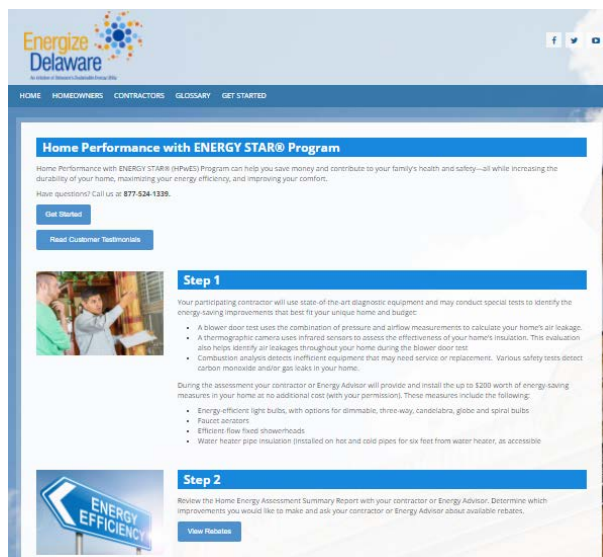 Energize
Delaware
An initiative of Delaware's Sustainable Energy Utility
HOME HOMEOWNERS CONTRACTORS GLOSSARY GET STARTED
Home Performance with ENERGY STAR® Program
Home Performance with ENERGY STAR® (HPwES) Program can help you save money and contribute to your family's health and safety—all while increasing the
durability of your home, maximizing your energy efficiency, and improving your comfort.
Have questions? Call us at 877-524-1339.
Get Started
Read Customer Testimonials
Step 1
Your participating contractor will use state-of-the-art diagnostic equipment and may conduct special tests to identify the
energy-saving improvements that best fit your unique home and budget:
• A blower door test uses the combination of pressure and airflow measurements to calculate your home's air leakage.
• A thermographic camera uses infrared sensors to assess the effectiveness of your home's insulation. This evaluation
also helps identify air leakages throughout your home during the blower door test
• Combustion analysis detects inefficient equipment that may need service or replacement. Various safety tests detect
carbon monoxide and/or gas leaks in your home.
During the assessment your contractor or Energy Advisor will provide and install the up to $200 worth of energy-saving
measures in your home at no additional cost (with your permission). These measures include the following:
• Energy-efficient light bulbs, with options for dimmable, three-way, candelabra, globe and spiral bulbs
• Faucet aerators
• Efficient-flow fixed showerheads
• Water heater pipe insulation (installed on hot and cold pipes for six feet from water heater, as accessible
ENERGY
EFFICIENCY
Step 2
Review the Home Energy Assessment Summary Report with your contractor or Energy Advisor. Determine which
improvements you would like to make and ask your contractor or Energy Advisor about available rebates.
View Rebates